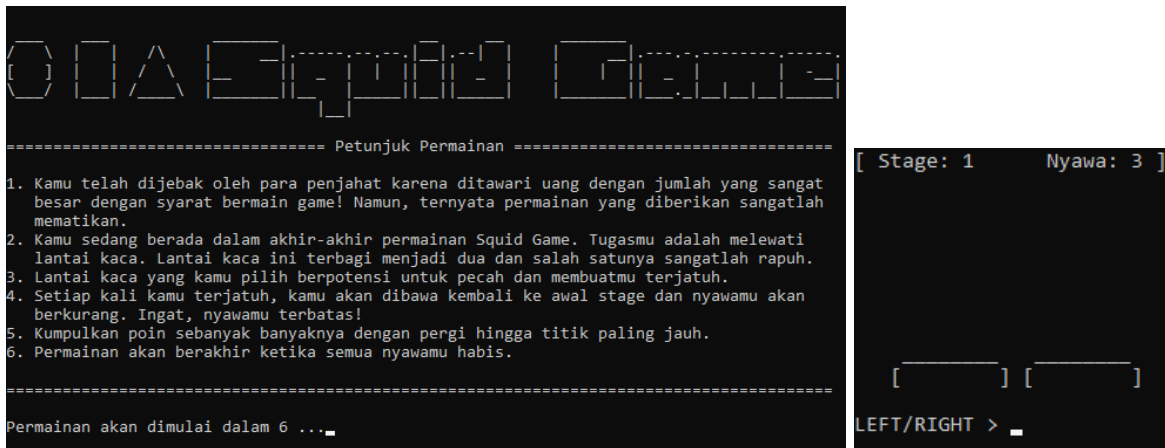 Squid Game
================================== Petunjuk Permainan ==================================
1. Kamu telah dijebak oleh para penjahat karena ditawari uang dengan jumlah yang sangat
besar dengan syarat bermain game! Namun, ternyata permainan yang diberikan sangatlah
mematikan.
2. Kamu sedang berada dalam akhir-akhir permainan Squid Game. Tugasmu adalah melewati
lantai kaca. Lantai kaca ini terbagi menjadi dua dan salah satunya sangatlah rapuh.
3. Lantai kaca yang kamu pilih berpotensi untuk pecah dan membuatmu terjatuh.
4. Setiap kali kamu terjatuh, kamu akan dibawa kembali ke awal stage dan nyawamu akan
berkurang. Ingat, nyawamu terbatas!
5. Kumpulkan poin sebanyak banyaknya dengan pergi hingga titik paling jauh.
6. Permainan akan berakhir ketika semua nyawamu habis.
Permainan akan dimulai dalam 6 ...
[ Stage: 1 Nyawa: 3 ]
LEFT/RIGHT >